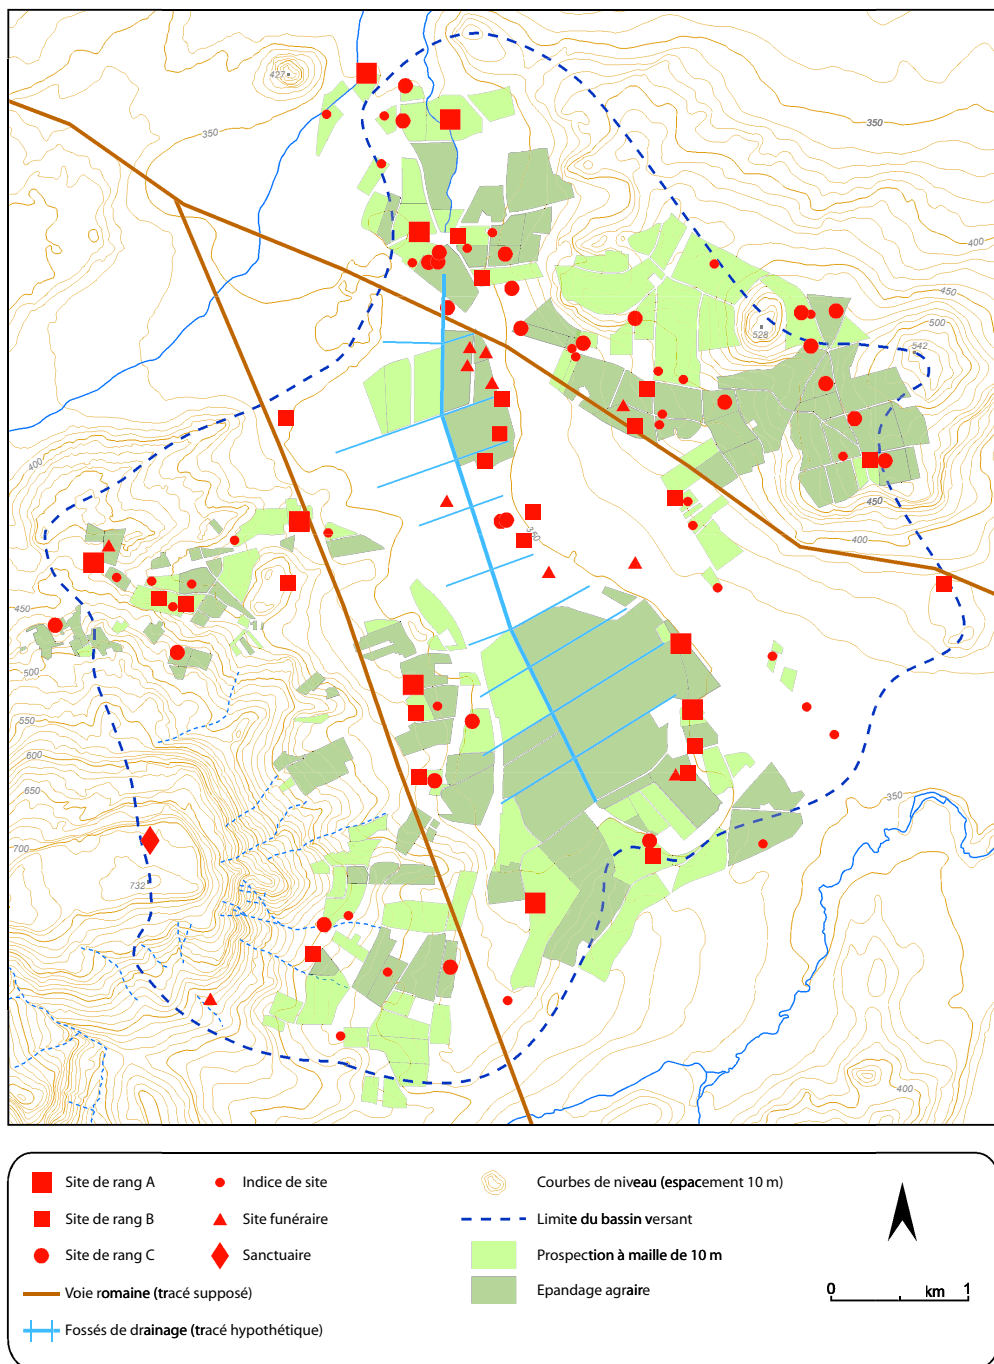 427
350
350
400
450
500
528
542
400
450
400
350
450
500
550
600
650
700
732
350
400
Site de rang A
Indice de site
Courbes de niveau (espacement 10 m)
Site de rang B
Site funéraire
Limite du bassin versant
Site de rang C
Sanctuaire
Prospection à maille de 10 m
Voie romaine (tracé supposé)
Epandage agraire
0 km 1
Fossés de drainage (tracé hypothétique)